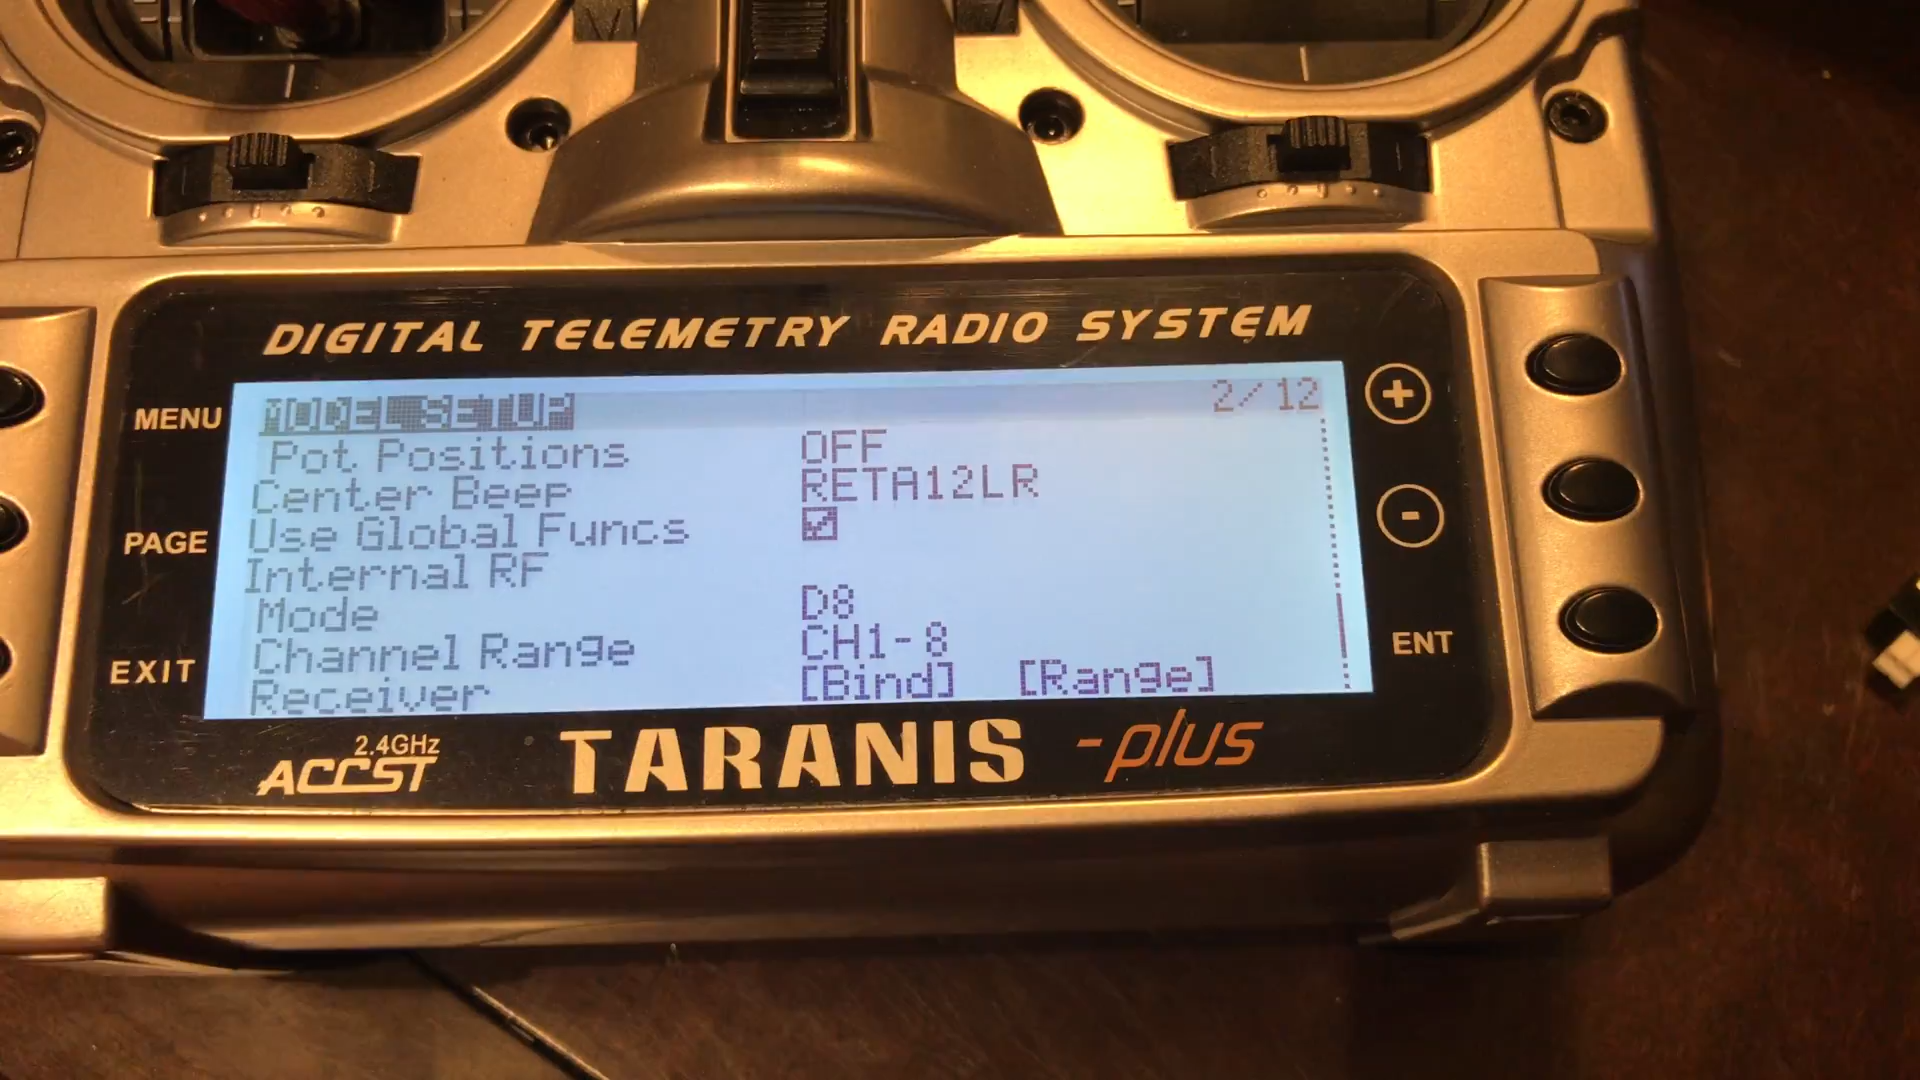 DIGITAL TELEMETRY RADIO SYSTEM
MENU
PAGE
EXIT
MODEL SETUP 2/12
Pot Positions OFF
Center Beep RETA12LR
Use Global Funcs
Internal RF
Mode D8
Channel Range CH1-8
Receiver [Bind] [Range]
+
-
ENT
2.4GHz
ACCST
TARANIS -plus